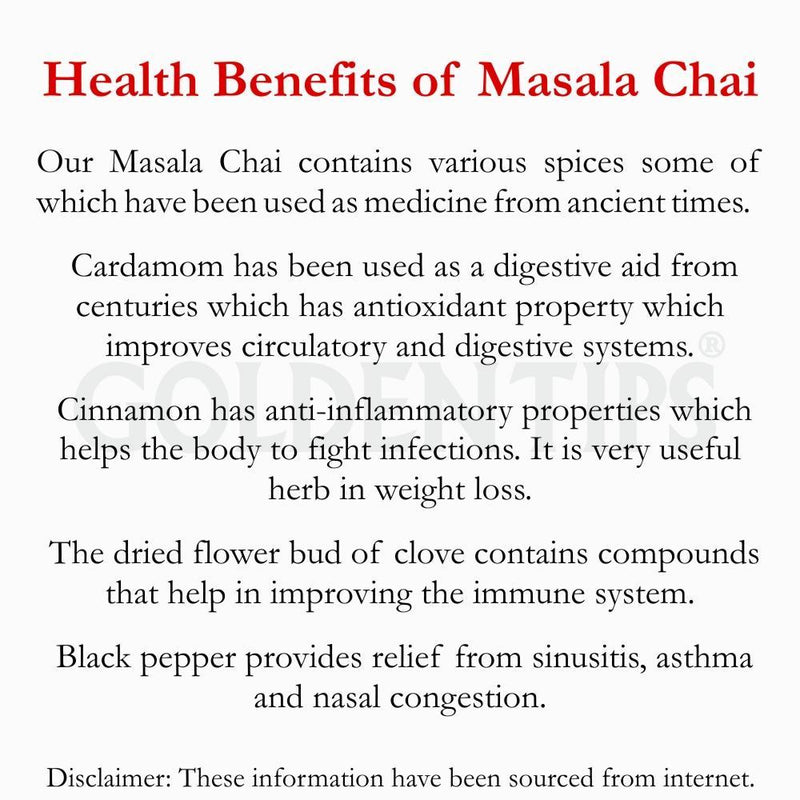 Health Benefits of Masala Chai
Our Masala Chai contains various spices some of
which have been used as medicine from ancient times.
Cardamom has been used as a digestive aid from
centuries which has antioxidant property which
improves circulatory and digestive systems.
GOLDEN TIPS®
Cinnamon has anti-inflammatory properties which
helps the body to fight infections. It is very useful
herb in weight loss.
The dried flower bud of clove contains compounds
that help in improving the immune system.
Black pepper provides relief from sinusitis, asthma
and nasal congestion.
Disclaimer: These information have been sourced from internet.